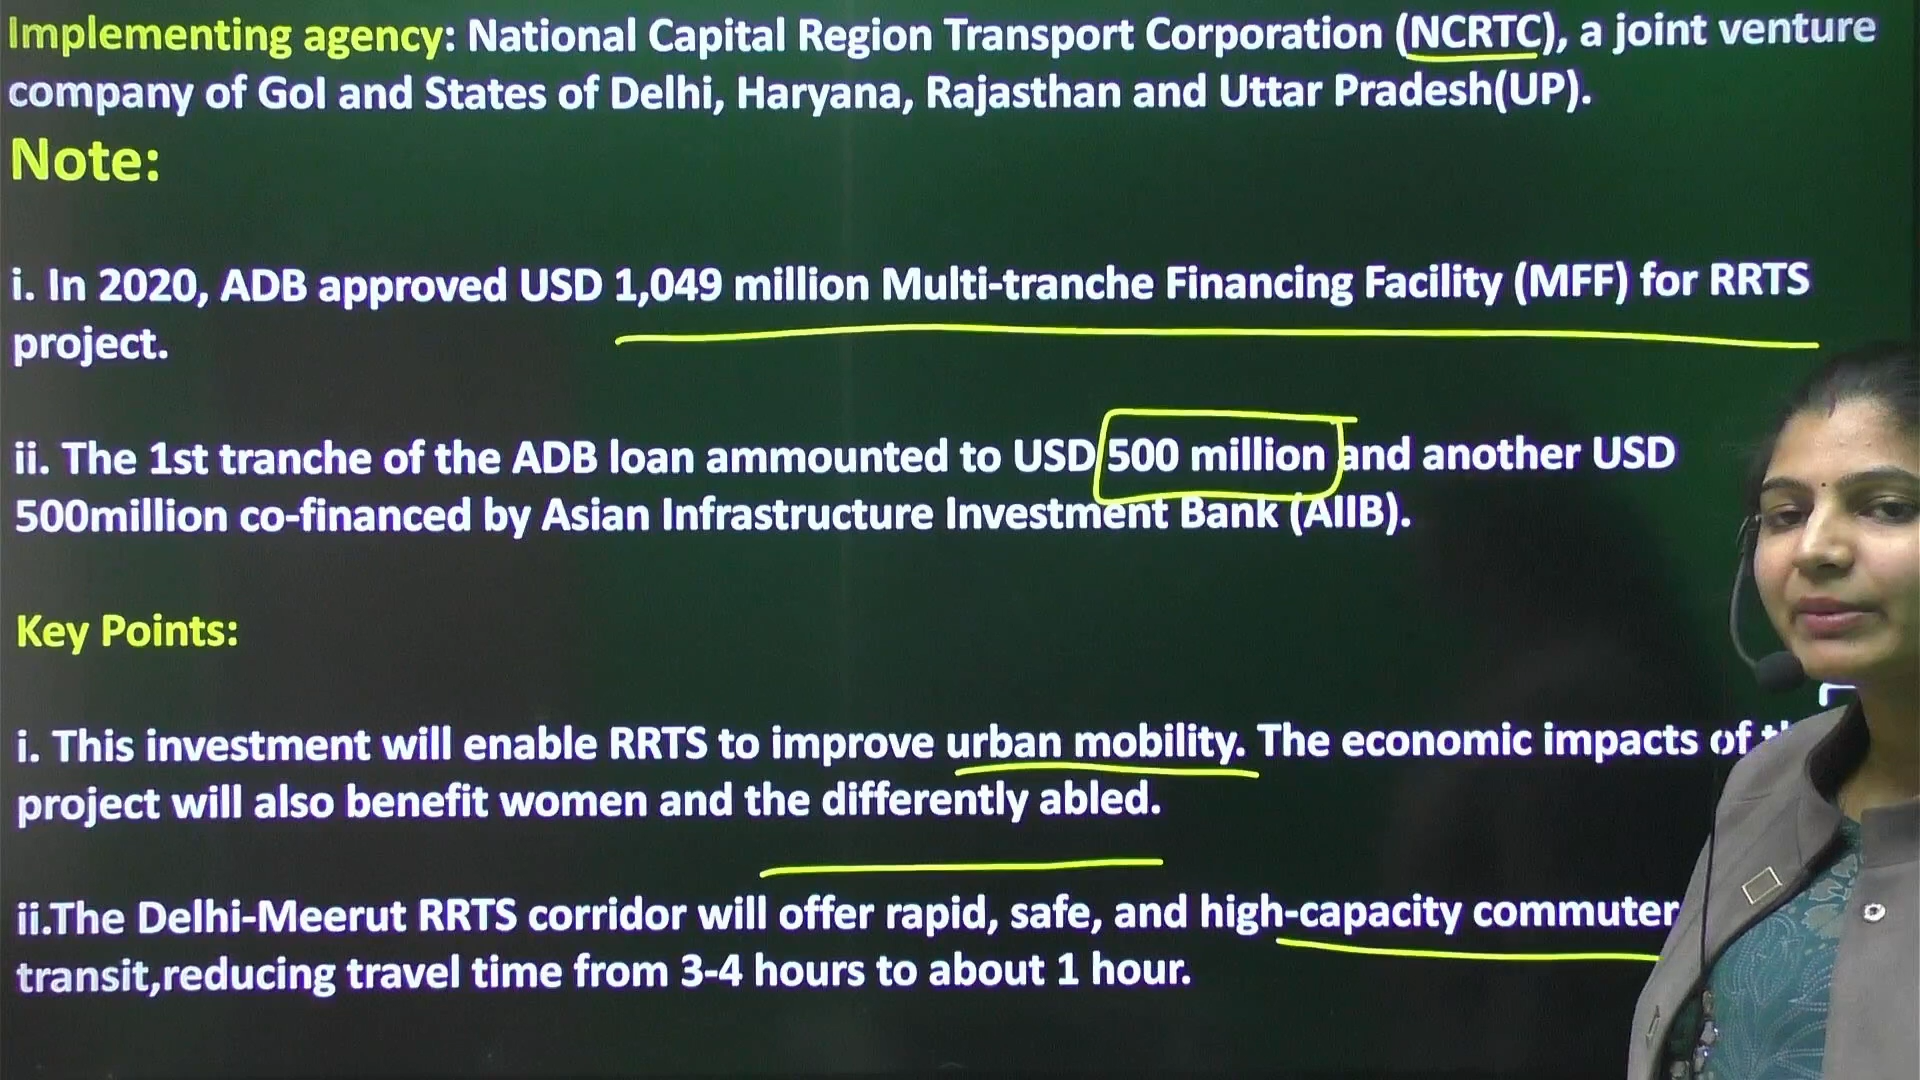 Implementing agency: National Capital Region Transport Corporation (NCRTC), a joint venture
company of GoI and States of Delhi, Haryana, Rajasthan and Uttar Pradesh(UP).
Note:
i. In 2020, ADB approved USD 1,049 million Multi-tranche Financing Facility (MFF) for RRTS
project.
ii. The 1st tranche of the ADB loan ammounted to USD 500 million and another USD
500million co-financed by Asian Infrastructure Investment Bank (AIIB).
Key Points:
i. This investment will enable RRTS to improve urban mobility. The economic impacts of
project will also benefit women and the differently abled.
ii.The Delhi-Meerut RRTS corridor will offer rapid, safe, and high-capacity commuter
transit,reducing travel time from 3-4 hours to about 1 hour.